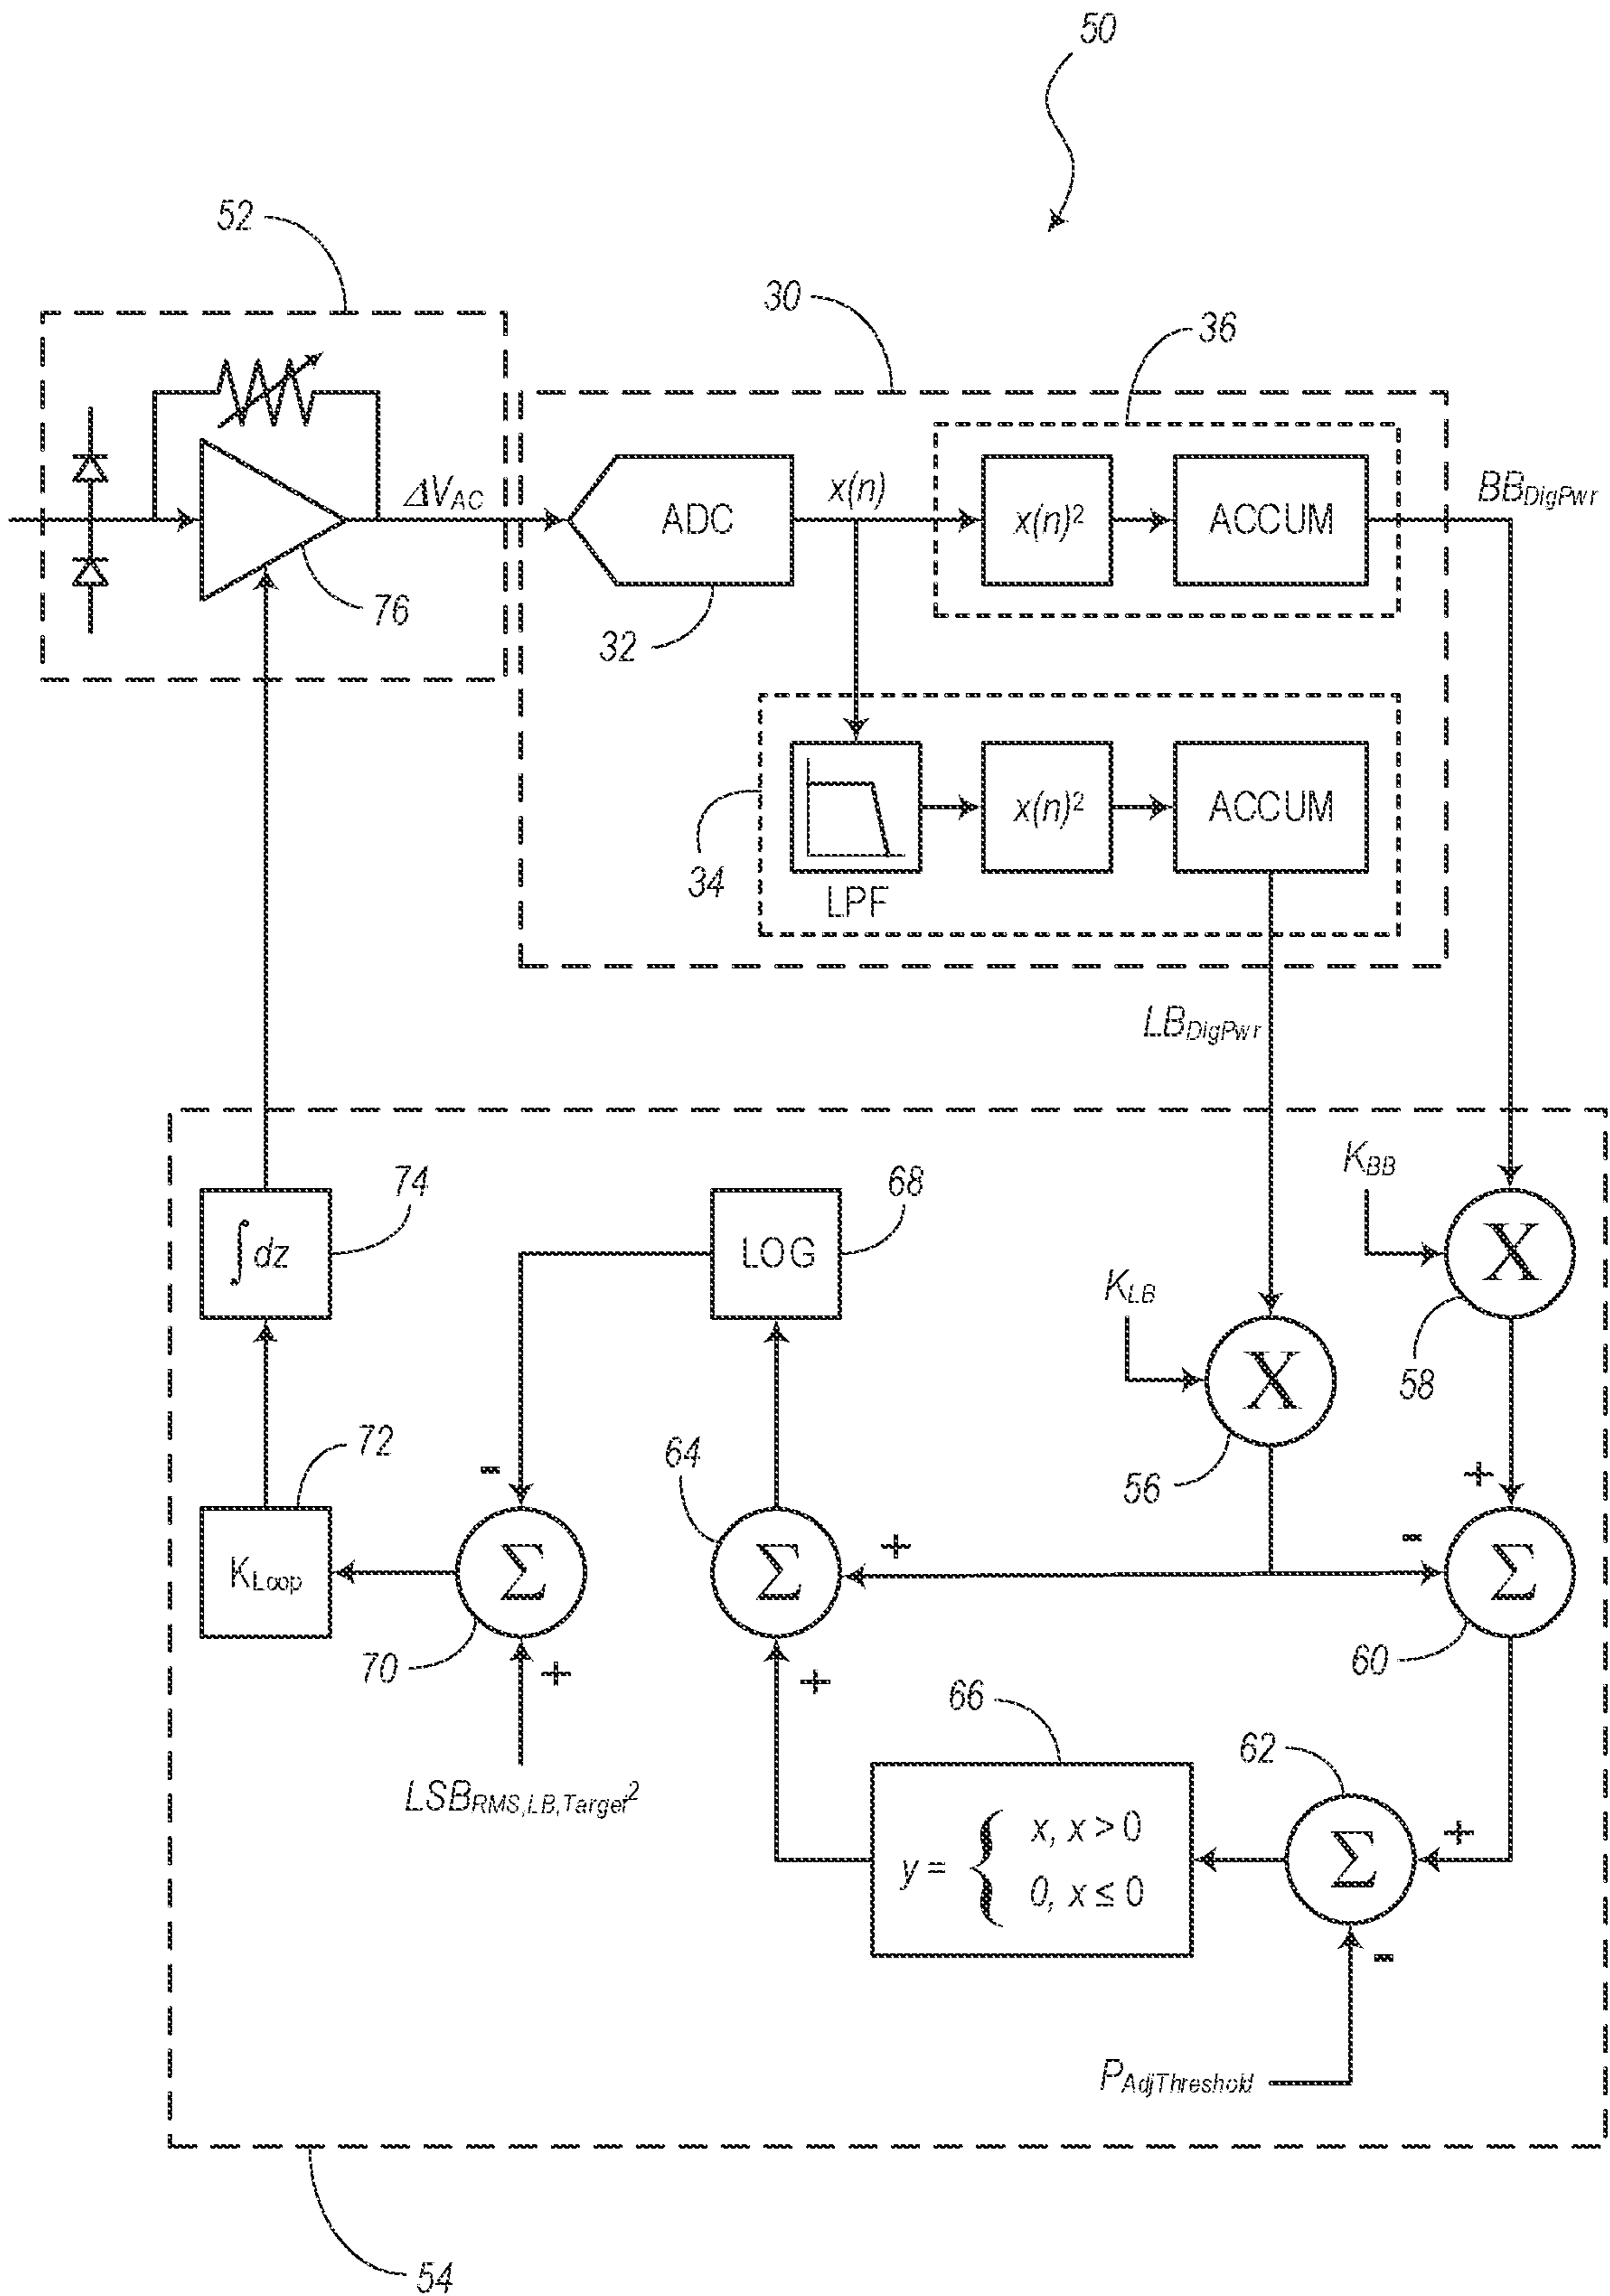 50
52
30
36
ΔVAC
ADC
x(n)
x(n)²
ACCUM
BBDigPwr
76
32
x(n)²
ACCUM
34
LPF
LBDigPwr
KBB
74
68
∫dz
LOG
X
KLB
58
X
72
64
56
+
-
KLoop
Σ
Σ
+
-
Σ
70
+
+
60
66
62
LSBRMS,LB,Target²
y = { x, x > 0
0, x ≤ 0
Σ
+
-
PAdjThreshold
54